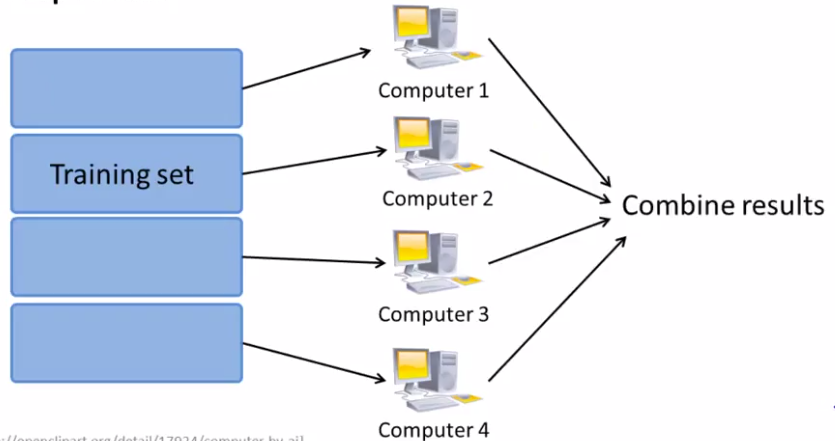 Computer 1
Training set
Computer 2
Combine results
Computer 3
Computer 4